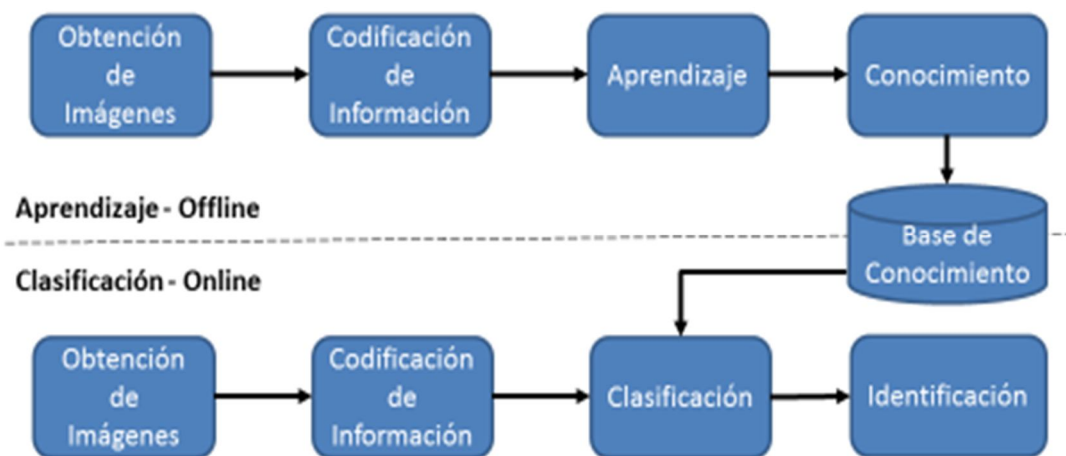 Obtención
de
Imágenes
Codificación
de
Información
Aprendizaje
Conocimiento
Aprendizaje - Offline
Base de
Conocimiento
Clasificación - Online
Obtención
de
Imágenes
Codificación
de
Información
Clasificación
Identificación